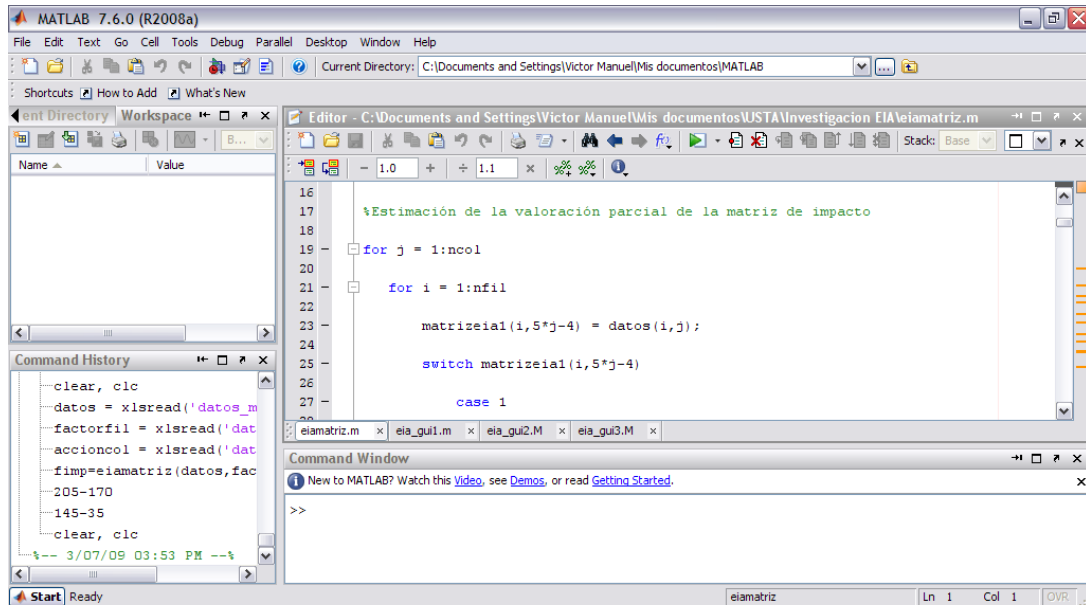 MATLAB 7.6.0 (R2008a)
File Edit Text Go Cell Tools Debug Parallel Desktop Window Help
Current Directory: C:\Documents and Settings\Victor Manuel\Mis documentos\MATLAB
Shortcuts How to Add What's New
ent Directory Workspace
B...
Name Value
Editor - C:\Documents and Settings\Victor Manuel\Mis documentos\USTA\Investigacion EIA\eiamatriz.m
Stack: Base
- 1.0 + ÷ 1.1 ×
16
17 %Estimación de la valoración parcial de la matriz de impacto
18
19 - for j = 1:ncol
20
21 - for i = 1:nfil
22
23 - matrizeia1(i,5*j-4) = datos(i,j);
24
25 - switch matrizeia1(i,5*j-4)
26
27 - case 1
eiamatriz.m × eia_gui1.m × eia_gui2.M × eia_gui3.M ×
Command History
clear, clc
datos = xlsread('datos_m
factorfil = xlsread('dat
accioncol = xlsread('dat
fimp=eiamatriz(datos,fac
205-170
145-35
clear, clc
%-- 3/07/09 03:53 PM --%
Command Window
New to MATLAB? Watch this Video, see Demos, or read Getting Started.
>>
Start Ready
eiamatriz Ln 1 Col 1 OVR